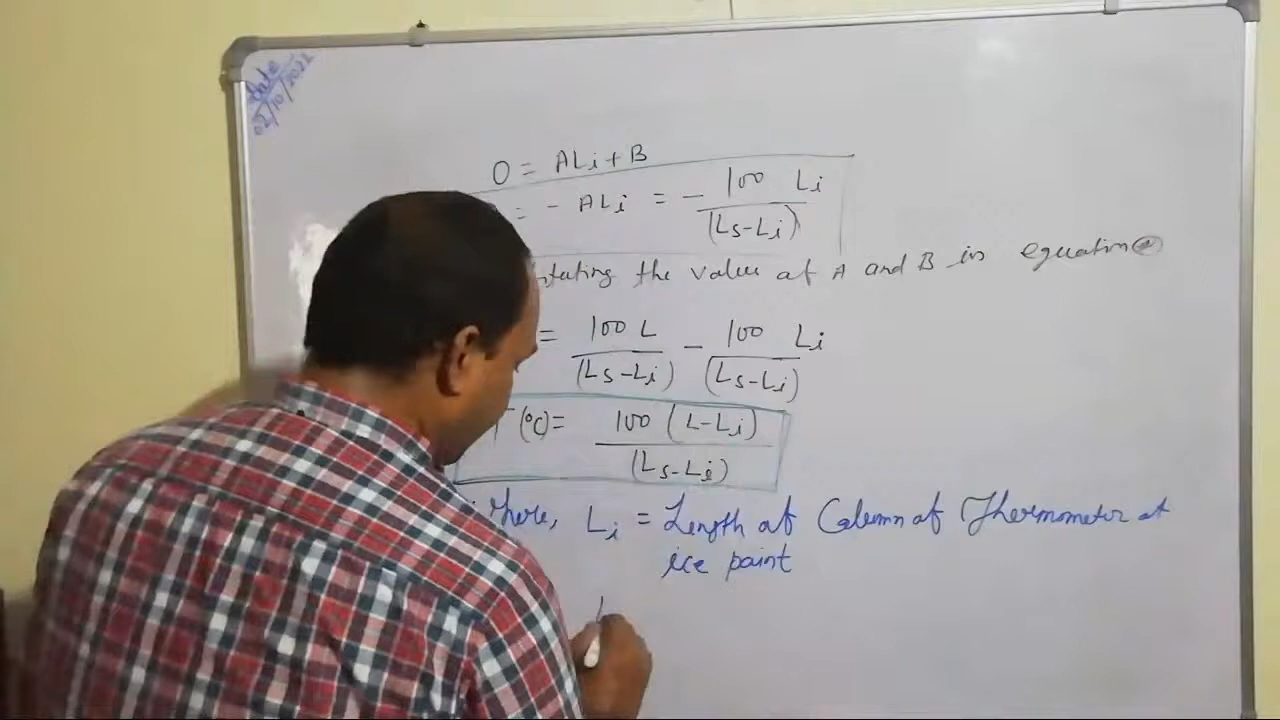 Date
02/10/2022
0 = ALi + B
= - ALi = - 100 Li / (Ls-Li)
the value of A and B in equation
= 100 L / (Ls-Li) - 100 Li / (Ls-Li)
T (°C) = 100 (L-Li) / (Ls-Li)
Li = Length of Column of Thermometer at
ice point